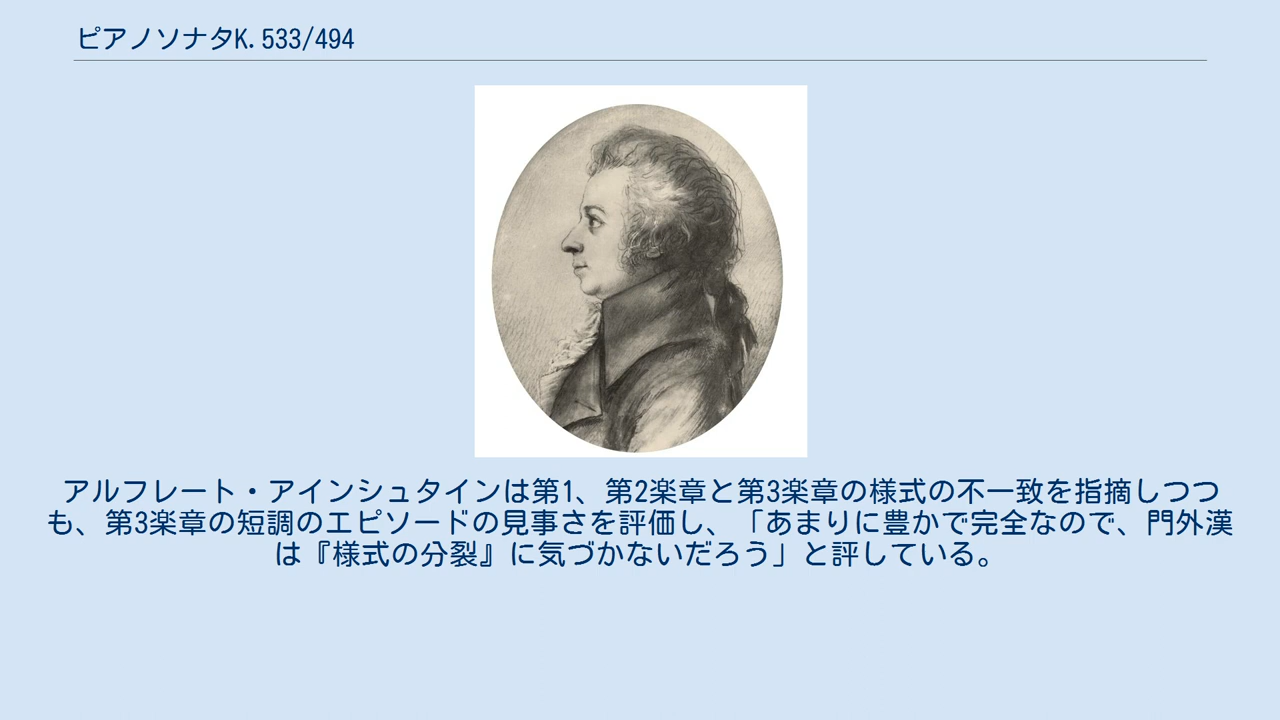 ピアノソナタK.533/494
アルフレート・アインシュタインは第1、第2楽章と第3楽章の様式の不一致を指摘しつつ
も、第3楽章の短調のエピソードの見事さを評価し、「あまりに豊かで完全なので、門外漢
は『様式の分裂』に気づかないだろう」と評している。